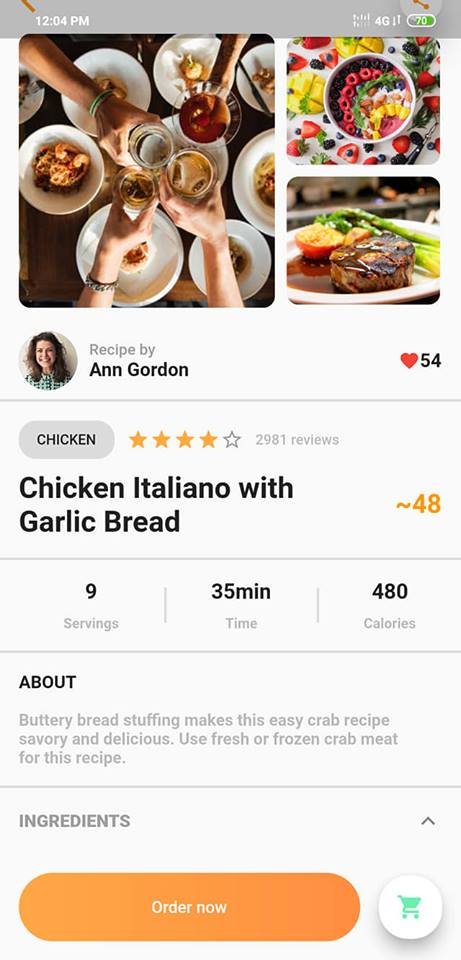 12:04 PM 4G 70
Recipe by
Ann Gordon
54
CHICKEN 2981 reviews
Chicken Italiano with
Garlic Bread
~48
9 35min 480
Servings Time Calories
ABOUT
Buttery bread stuffing makes this easy crab recipe
savory and delicious. Use fresh or frozen crab meat
for this recipe.
INGREDIENTS
Order now